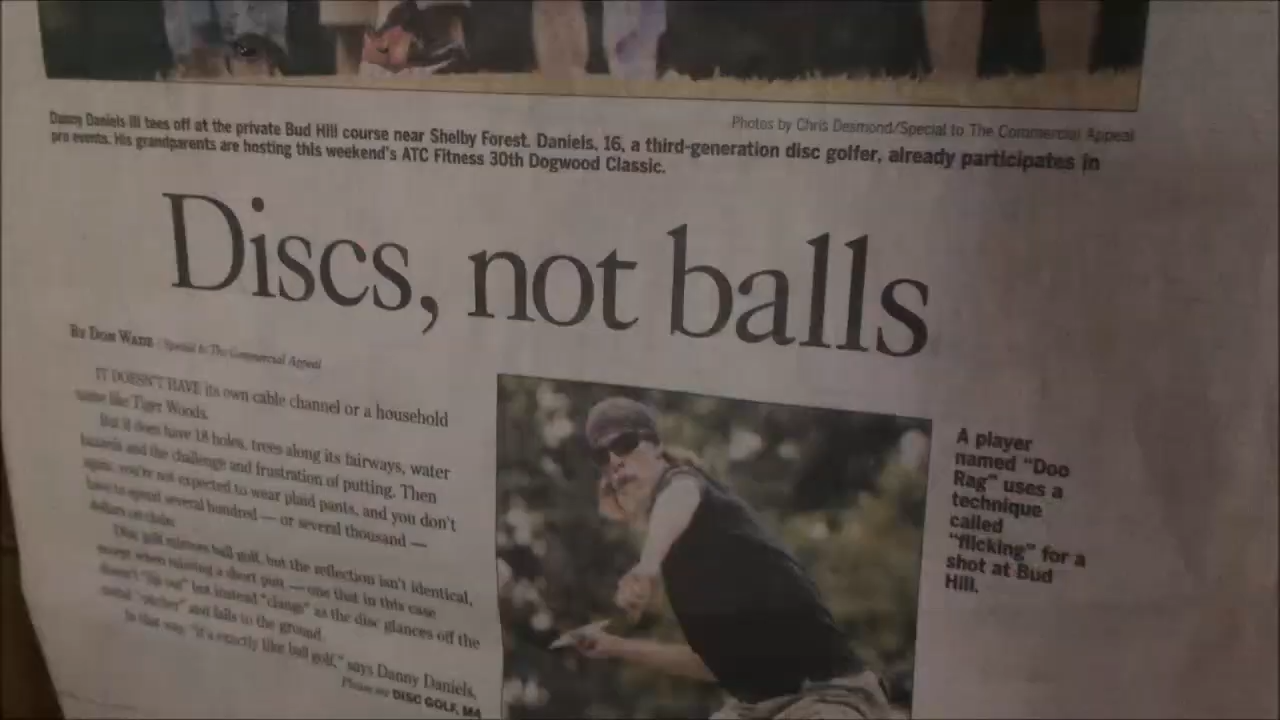 Photos by Chris Desmond/Special to The Commercial Appeal
Danny Daniels III tees off at the private Bud Hill course near Shelby Forest. Daniels, 16, a third-generation disc golfer, already participates in
pro events. His grandparents are hosting this weekend's ATC Fitness 30th Dogwood Classic.
Discs, not balls
BY DON WADE / Special to The Commercial Appeal
IT DOESN'T HAVE its own cable channel or a household
name like Tiger Woods.
But it does have 18 holes, trees along its fairways, water
hazards and the challenge and frustration of putting. Then
again, you're not expected to wear plaid pants, and you don't
have to spend several hundred — or several thousand —
dollars on clubs.
Disc golf mirrors ball golf, but the reflection isn't identical,
except when missing a short putt — one that in this case
doesn't "lip out" but instead "clangs" as the disc glances off the
metal "pitcher" and falls to the ground.
In that way, "it's exactly like ball golf," says Danny Daniels,
Please see DISC GOLF, M4
A player
named "Doo
Rag" uses a
technique
called
"flicking" for a
shot at Bud
Hill.